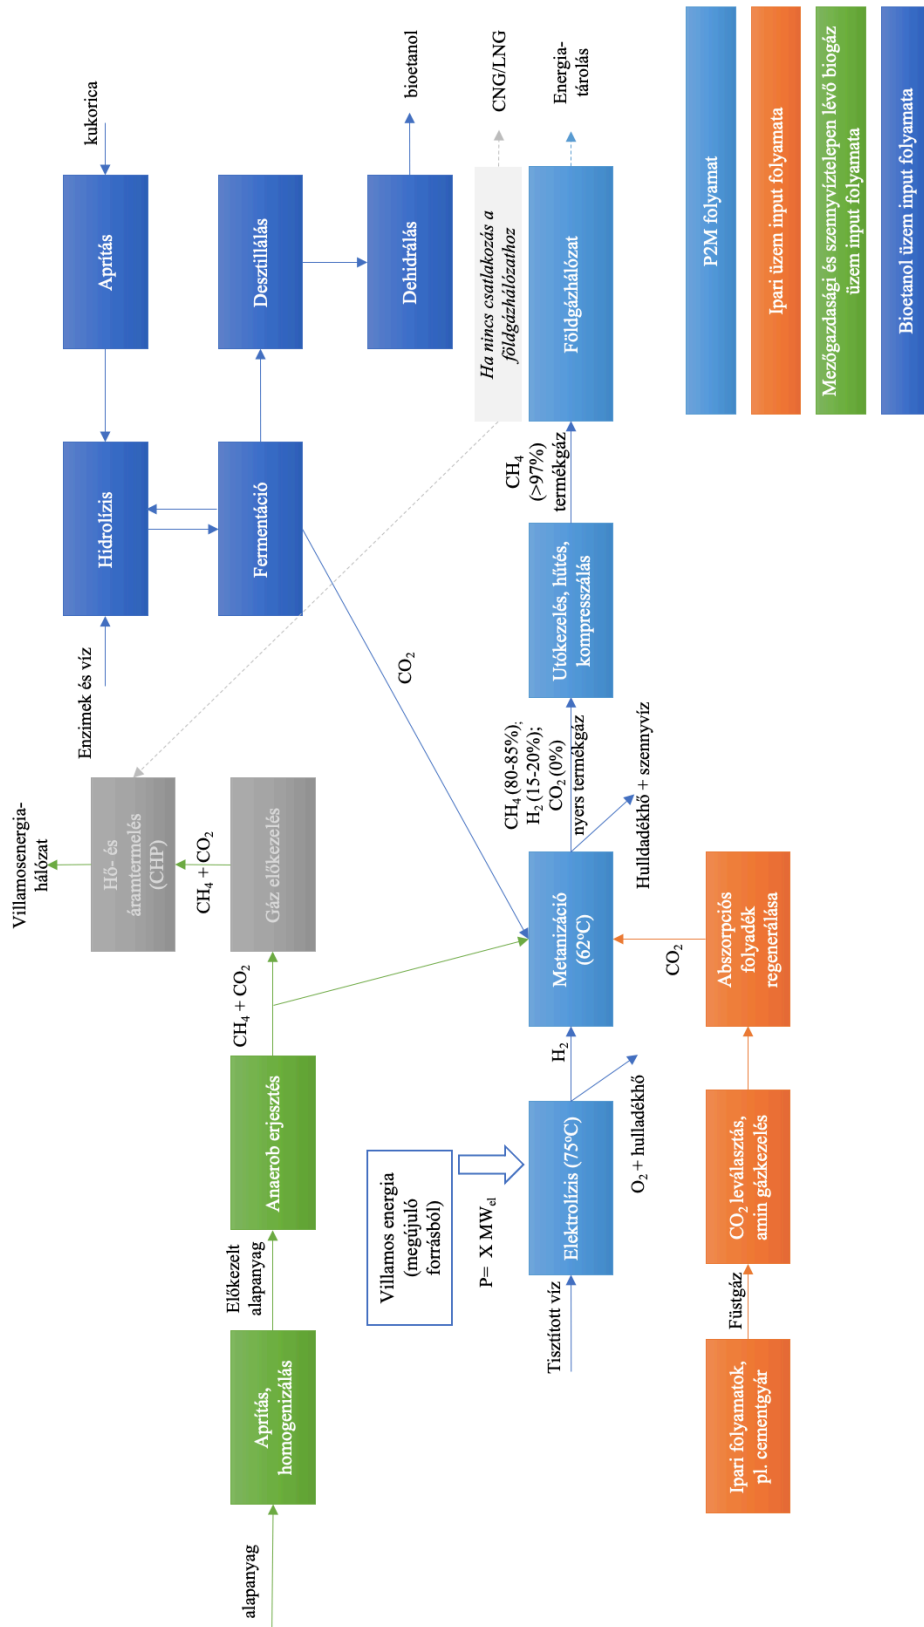 kukorica
Aprítás
Hidrolízis
Enzimek és víz
Desztillálás
Fermentáció
Dehidrálás
bioetanol
CO₂
Villamosenergia-
hálózat
Hő- és
áramtermelés
(CHP)
CH₄ + CO₂
Gáz előkezelés
CH₄ + CO₂
Anaerob erjesztés
Előkezelt
alapanyag
Aprítás,
homogenizálás
alapanyag
Ha nincs csatlakozás a
földgázhálózathoz
CNG/LNG
Villamos energia
(megújuló
forrásból)
P= X MWₑₗ
Tisztított víz
Elektrolízis (75°C)
H₂
O₂ + hulladékhő
Metanizáció
(62°C)
CH₄ (80-85%);
H₂ (15-20%);
CO₂ (0%)
nyers termékgáz
Hulldadékhő + szennyvíz
Utókezelés, hűtés,
kompresszálás
CH₄
(>97%)
termékgáz
Földgázhálózat
Energia-
tárolás
Ipari folyamatok,
pl. cementgyár
Füstgáz
CO₂ leválasztás,
amin gázkezelés
Abszorpciós
folyadék
regenerálása
CO₂
P2M folyamat
Ipari üzem input folyamata
Mezőgazdasági és szennyvíztelepen lévő biogáz
üzem input folyamata
Bioetanol üzem input folyamata